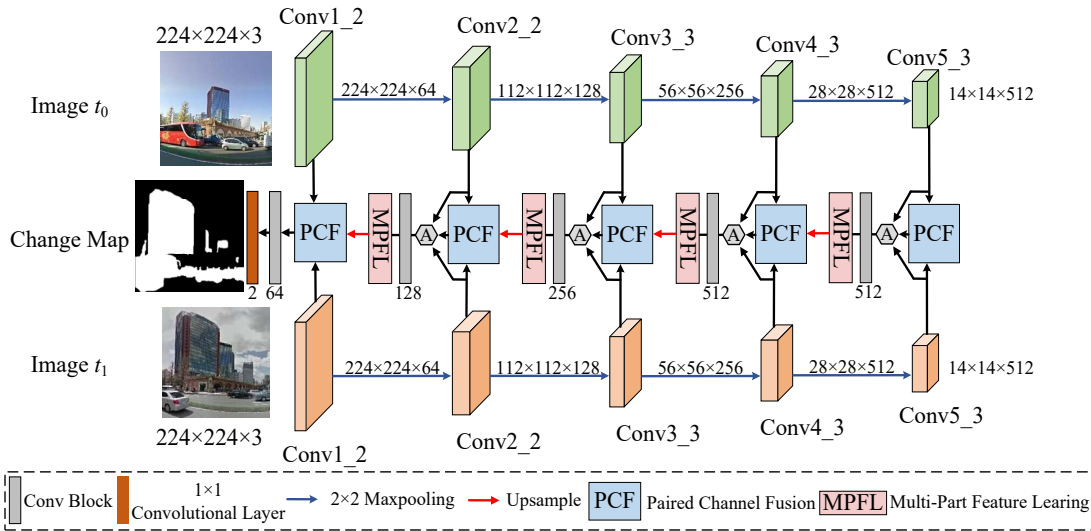 Conv1_2
Conv2_2
Conv3_3
Conv4_3
Conv5_3
224×224×3
Image t0
224×224×64
112×112×128
56×56×256
28×28×512
14×14×512
Change Map
2
64
PCF
MPFL
128
A
PCF
MPFL
256
A
PCF
MPFL
512
A
PCF
MPFL
512
A
PCF
Image t1
224×224×3
224×224×64
112×112×128
56×56×256
28×28×512
14×14×512
Conv1_2
Conv2_2
Conv3_3
Conv4_3
Conv5_3
Conv Block
1×1
Convolutional Layer
2×2 Maxpooling
Upsample
PCF
Paired Channel Fusion
MPFL
Multi-Part Feature Learing